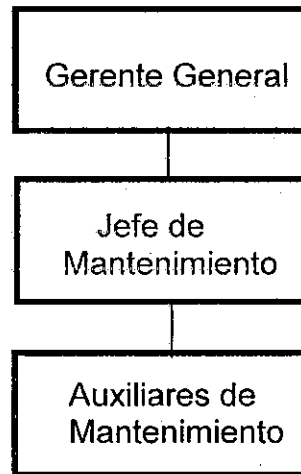 Gerente General
Jefe de
Mantenimiento
Auxiliares de
Mantenimiento